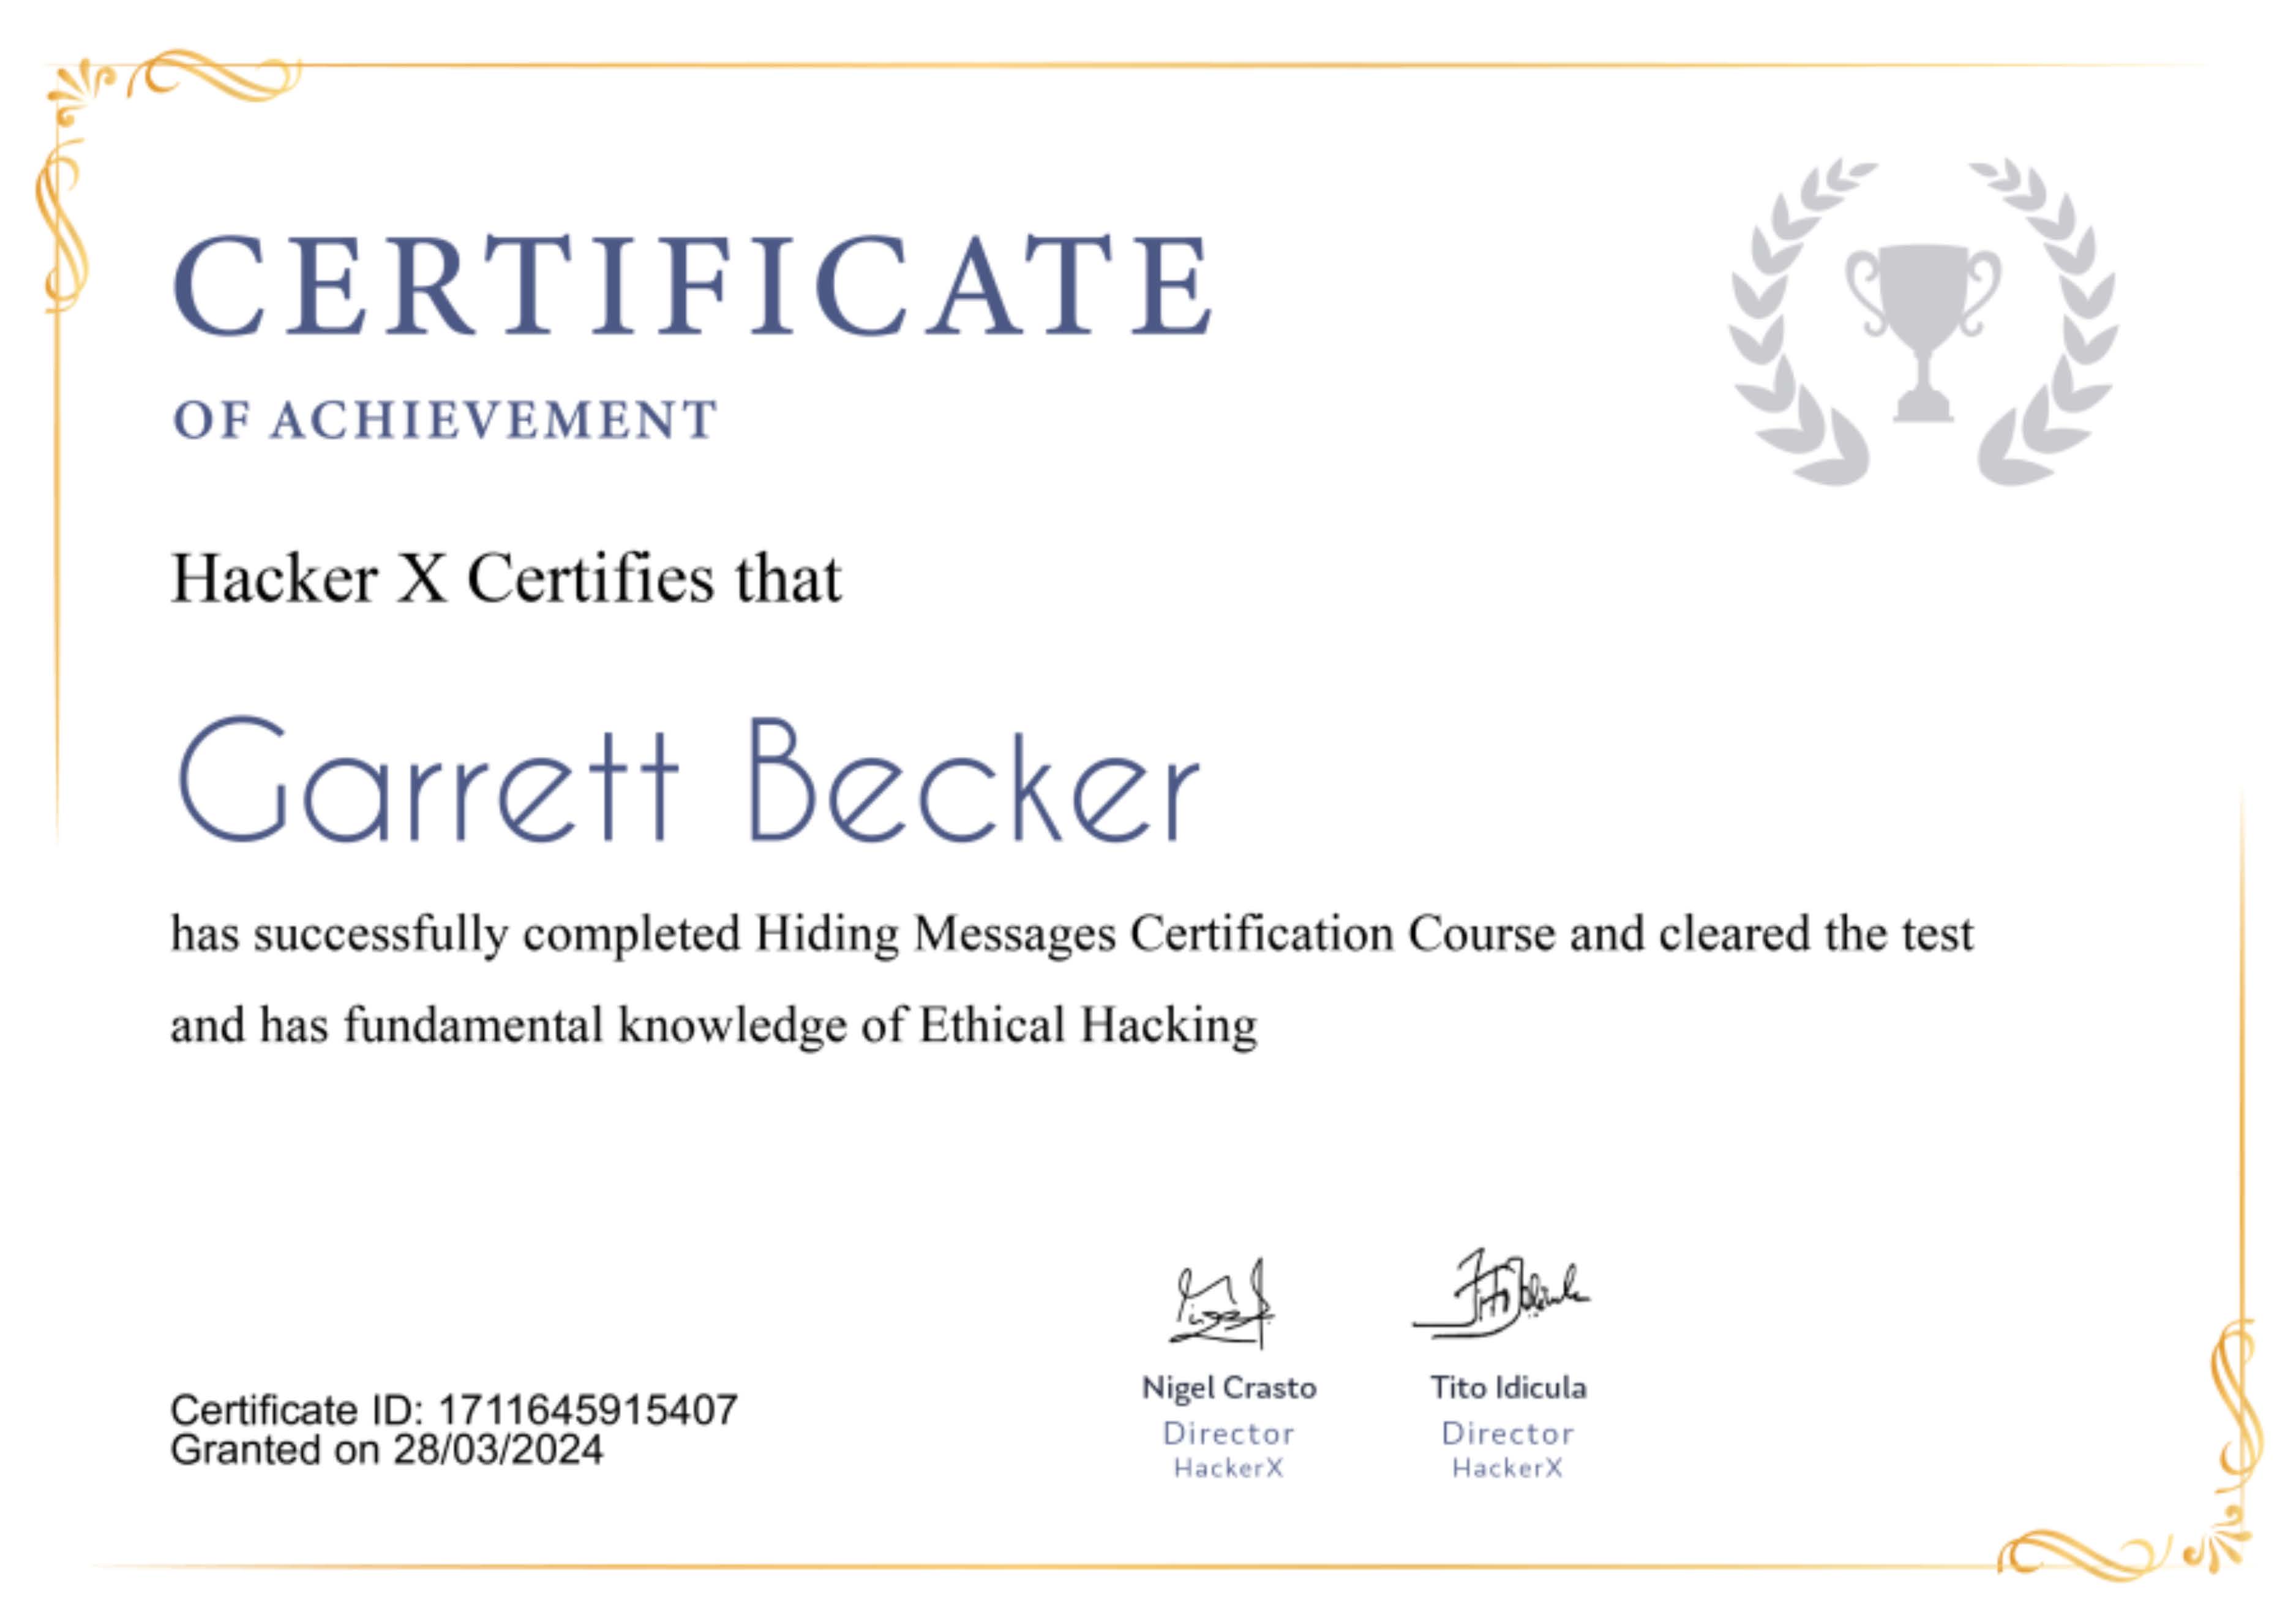 CERTIFICATE
OF ACHIEVEMENT
Hacker X Certifies that
Garrett Becker
has successfully completed Hiding Messages Certification Course and cleared the test
and has fundamental knowledge of Ethical Hacking
Certificate ID: 1711645915407
Granted on 28/03/2024
Nigel Crasto
Director
HackerX
Tito Idicula
Director
HackerX